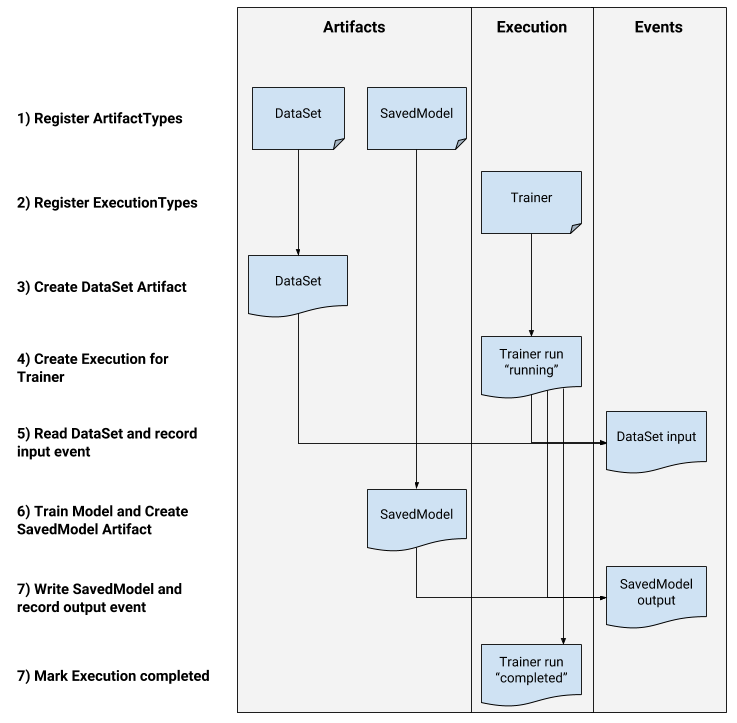 Artifacts
Execution
Events
1) Register ArtifactTypes
DataSet
SavedModel
2) Register ExecutionTypes
Trainer
3) Create DataSet Artifact
DataSet
4) Create Execution for
Trainer
Trainer run
“running”
5) Read DataSet and record
input event
DataSet input
6) Train Model and Create
SavedModel Artifact
SavedModel
7) Write SavedModel and
record output event
SavedModel
output
7) Mark Execution completed
Trainer run
“completed”